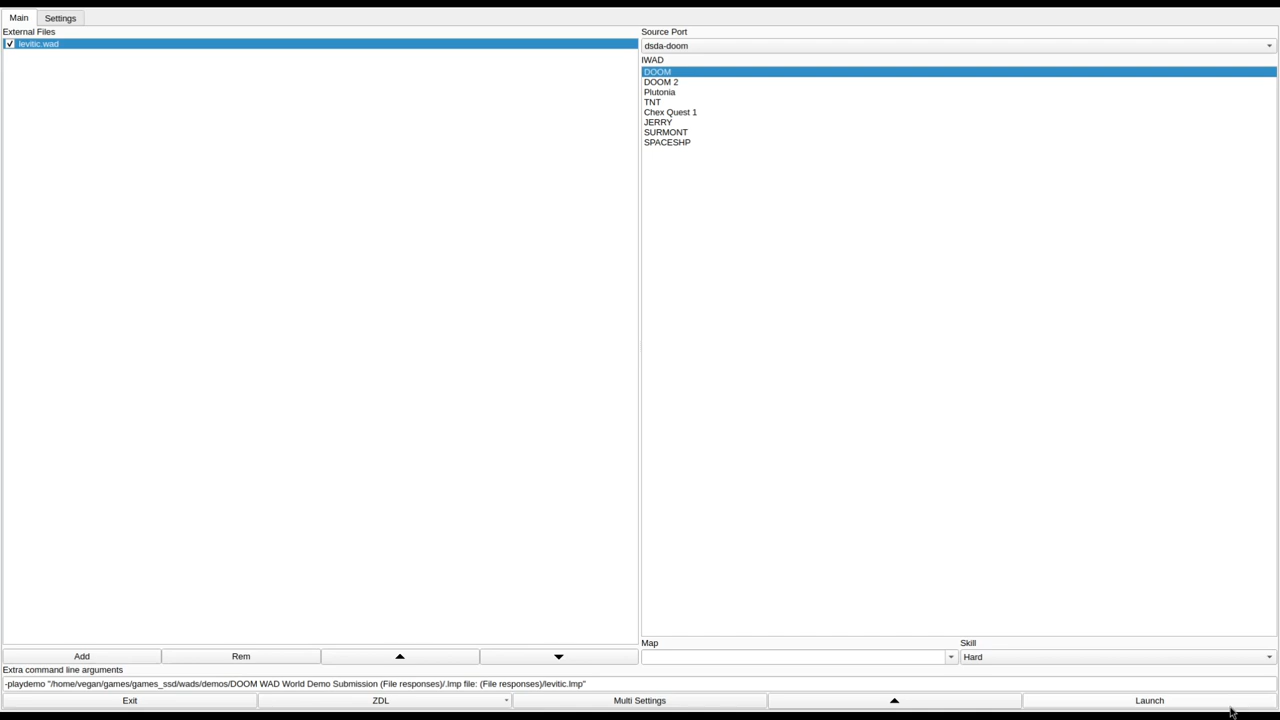 Main Settings
External Files
levitic.wad
Source Port
dsda-doom
IWAD
DOOM
DOOM 2
Plutonia
TNT
Chex Quest 1
JERRY
SURMONT
SPACESHP
Map Skill
Hard
Add Rem
Extra command line arguments
-playdemo "/home/vegan/games/games_ssd/wads/demos/DOOM WAD World Demo Submission (File responses)/.lmp file: (File responses)/levitic.lmp"
Exit ZDL Multi Settings Launch